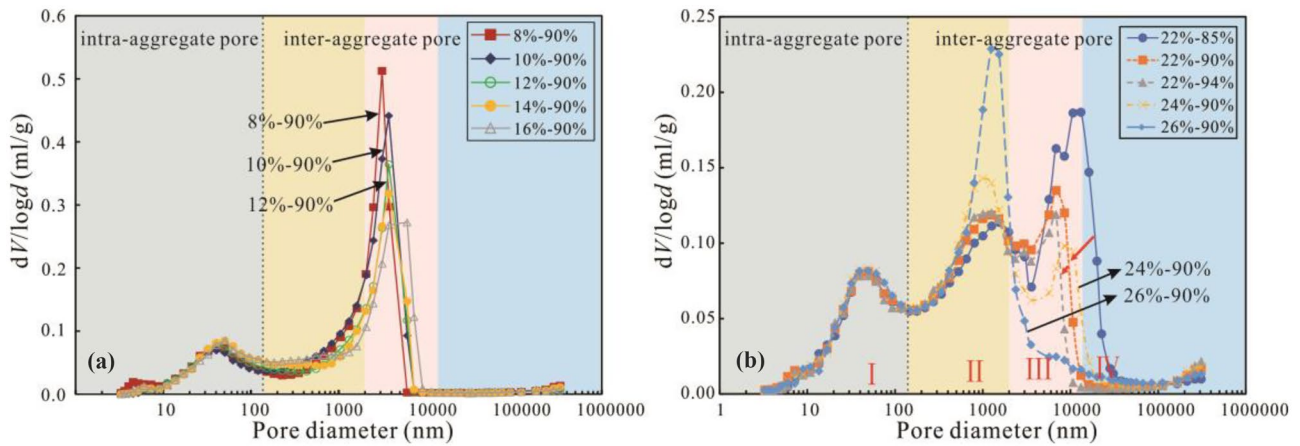 0.6
0.5
0.4
0.3
0.2
0.1
0.0
dV/logd (ml/g)
intra-aggregate pore
inter-aggregate pore
8%-90%
10%-90%
12%-90%
14%-90%
16%-90%
8%-90%
10%-90%
12%-90%
(a)
10
100
1000
10000
100000
1000000
Pore diameter (nm)
0.25
0.20
0.15
0.10
0.05
0.00
dV/logd (ml/g)
intra-aggregate pore
inter-aggregate pore
22%-85%
22%-90%
22%-94%
24%-90%
26%-90%
24%-90%
26%-90%
(b)
I
II
III
IV
1
10
100
1000
10000
100000
1000000
Pore diameter (nm)